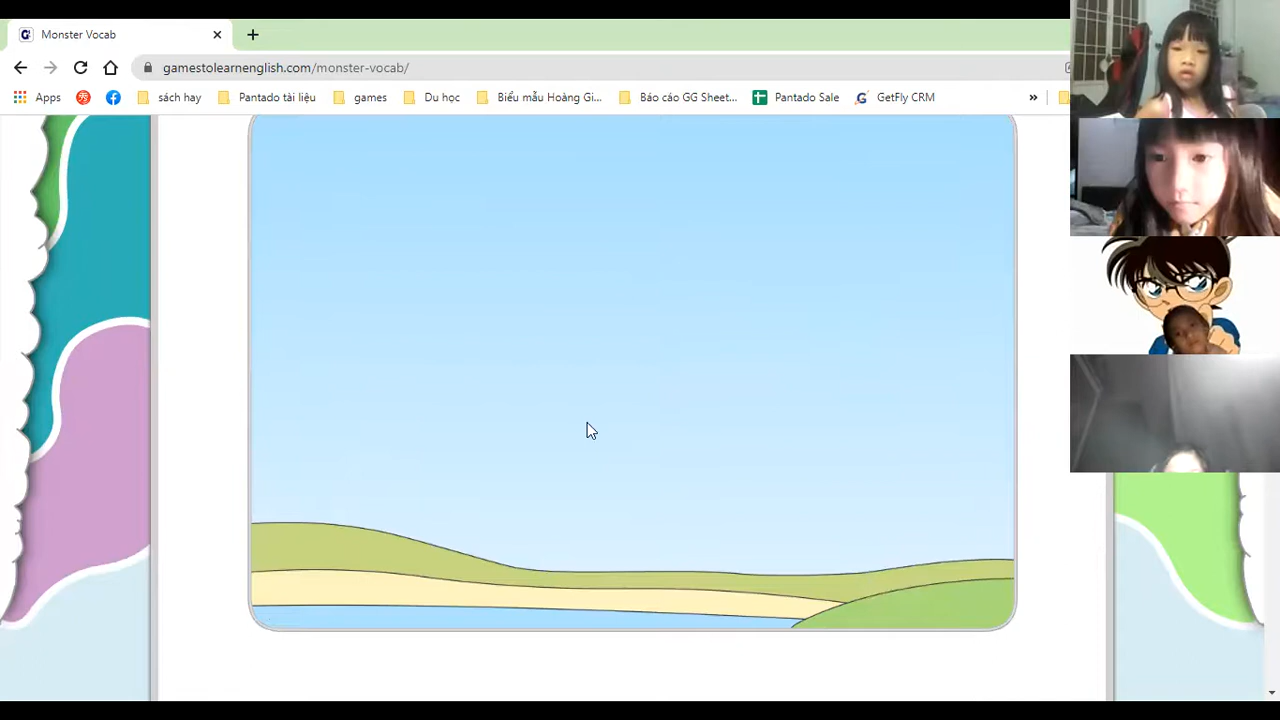 Monster Vocab
gamestolearnenglish.com/monster-vocab/
Apps sách hay Pantado tài liệu games Du học Biểu mẫu Hoàng Gi... Báo cáo GG Sheet... Pantado Sale GetFly CRM »